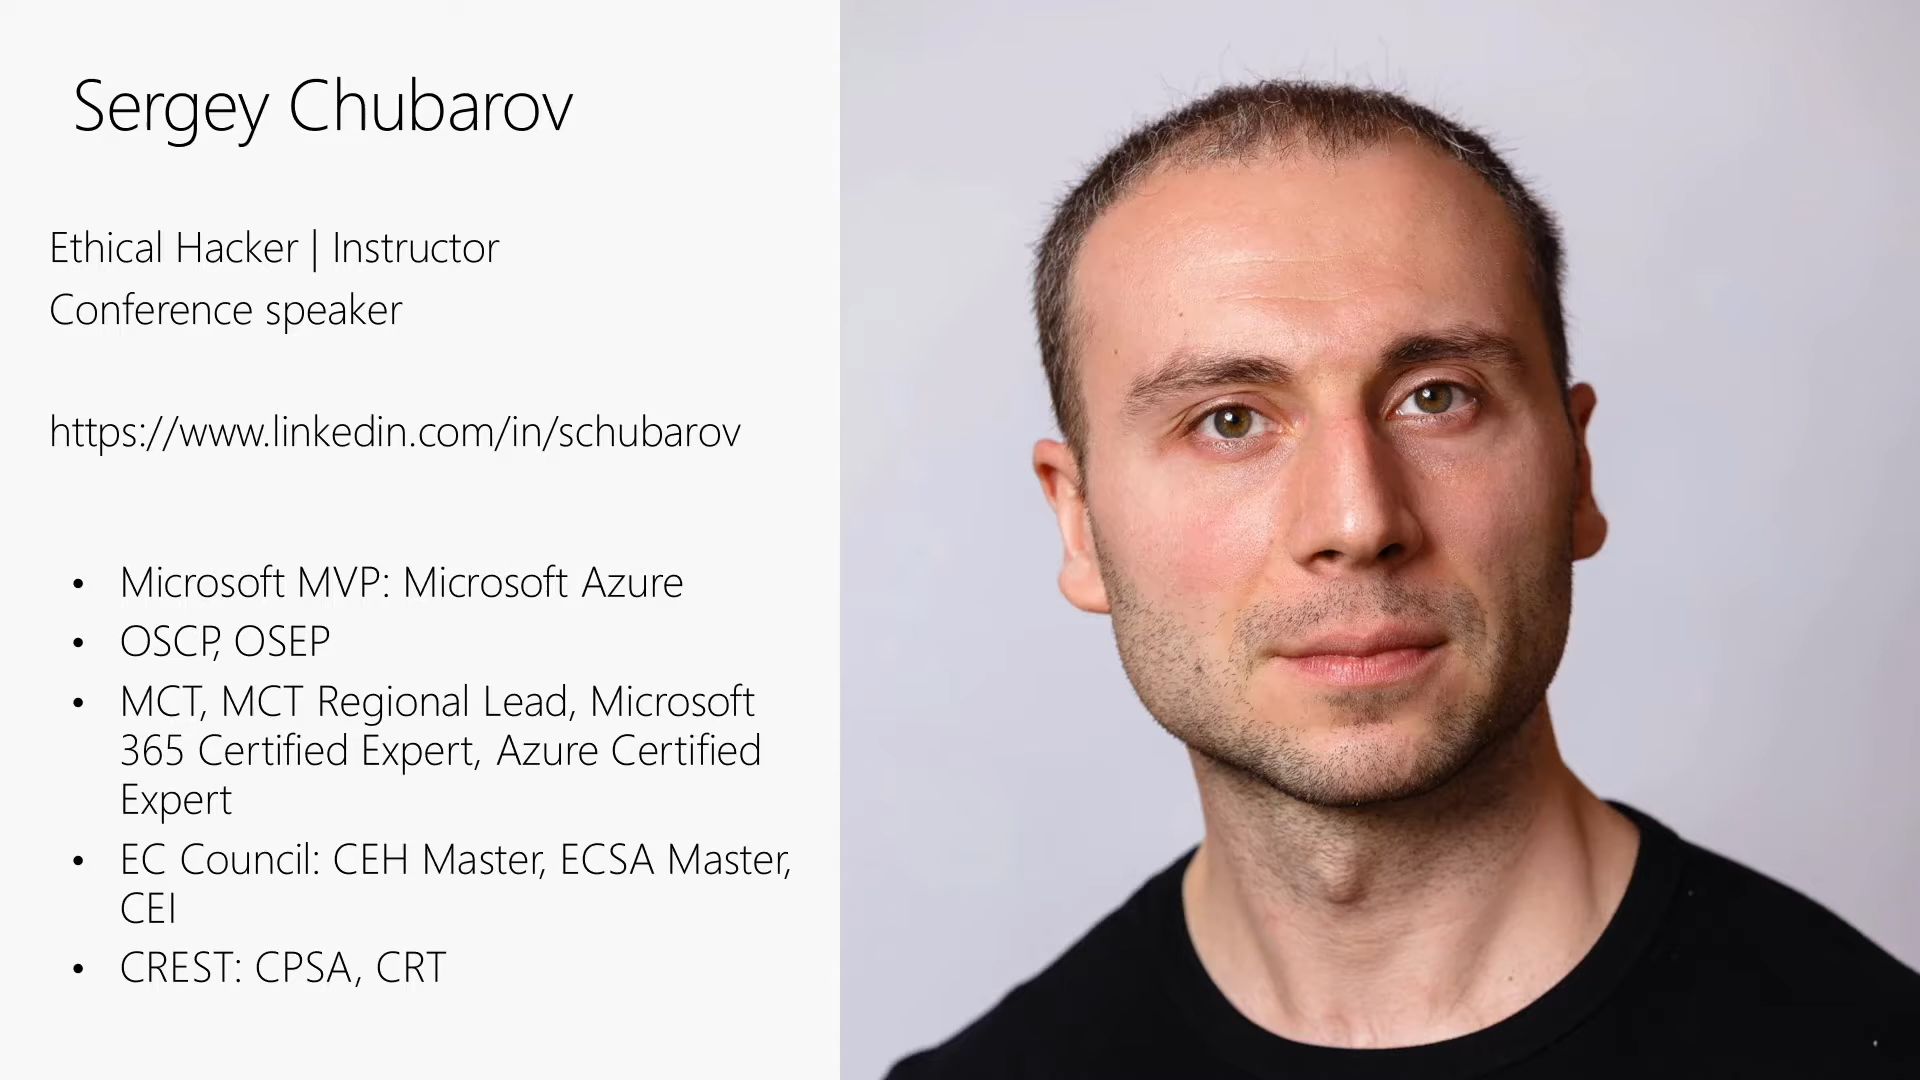 Sergey Chubarov
Ethical Hacker | Instructor
Conference speaker
https://www.linkedin.com/in/schubarov
• Microsoft MVP: Microsoft Azure
• OSCP, OSEP
• MCT, MCT Regional Lead, Microsoft
365 Certified Expert, Azure Certified
Expert
• EC Council: CEH Master, ECSA Master,
CEI
• CREST: CPSA, CRT